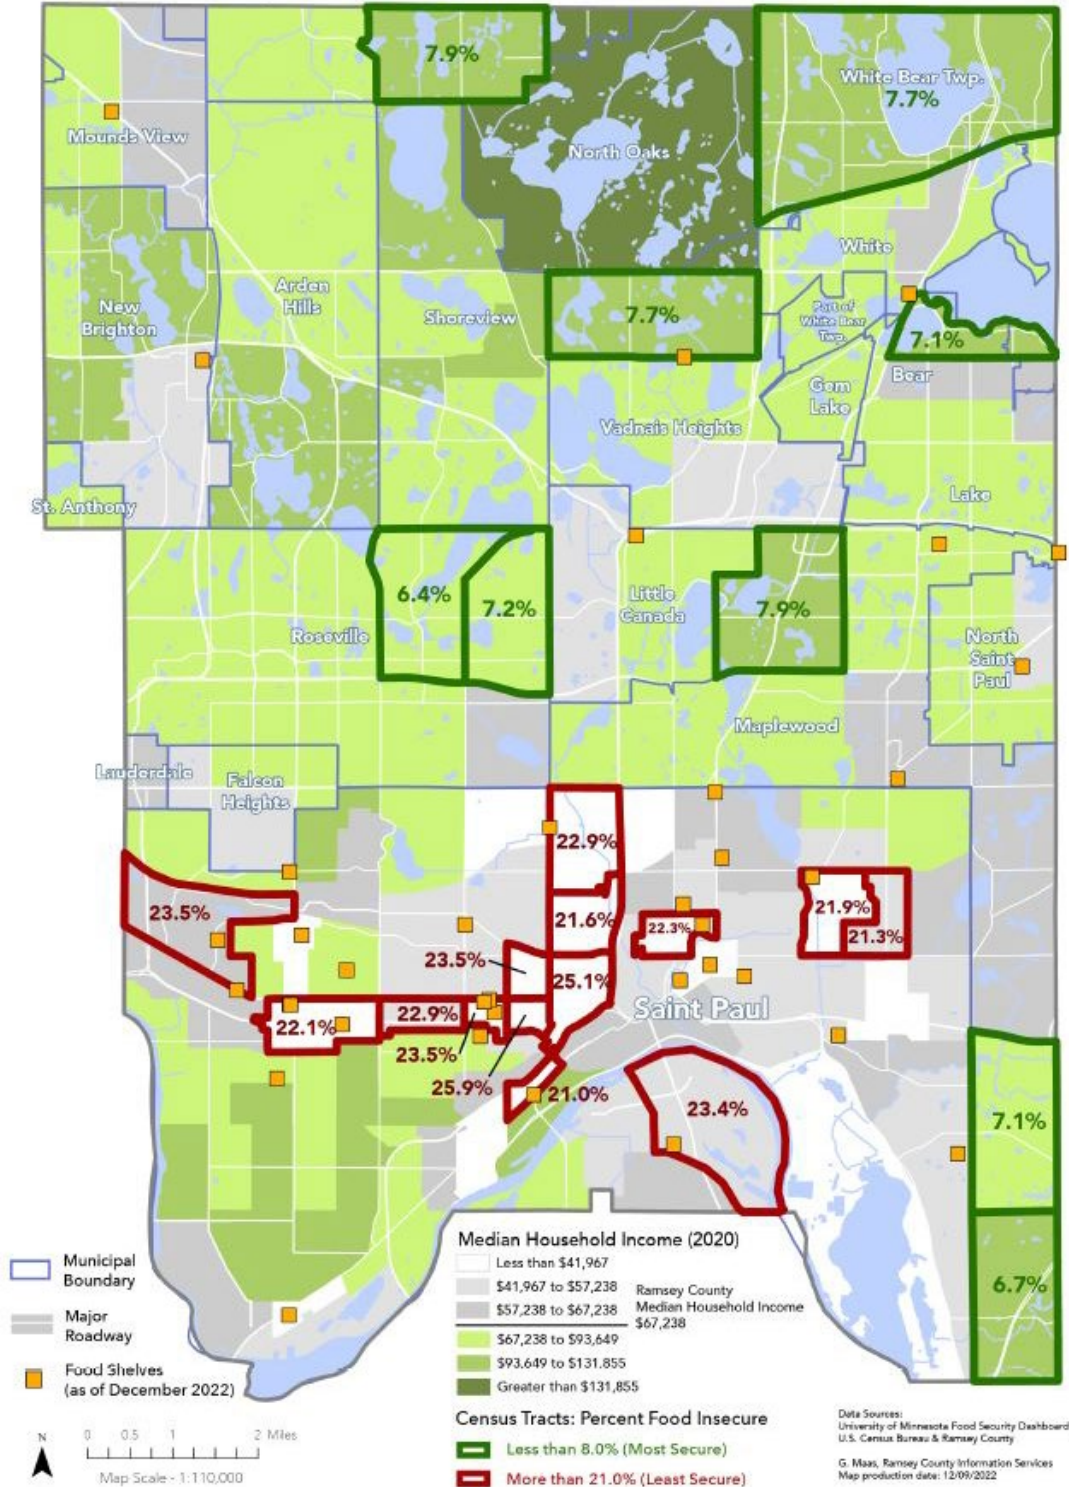 7.9%
White Bear Twp.
7.7%
Mounds View
North Oaks
White
Arden
Hills
New
Brighton
Shoreview
7.7%
Part of
White Bear
Twp.
7.1%
Bear
Gem
Lake
Vadnais Heights
St. Anthony
Lake
6.4%
7.2%
Little
Canada
7.9%
Roseville
North
Saint
Paul
Maplewood
Lauderdale
Falcon
Heights
22.9%
23.5%
21.6%
22.3%
21.9%
21.3%
23.5%
25.1%
Saint Paul
22.1%
22.9%
23.5%
25.9%
21.0%
23.4%
7.1%
6.7%
Municipal
Boundary
Major
Roadway
Food Shelves
(as of December 2022)
N
0 0.5 1 2 Miles
Map Scale - 1:110,000
Median Household Income (2020)
Less than $41,967
$41,967 to $57,238
$57,238 to $67,238
Ramsey County
Median Household Income
$67,238
$67,238 to $93,649
$93,649 to $131.855
Greater than $131,855
Census Tracts: Percent Food Insecure
Less than 8.0% (Most Secure)
More than 21.0% (Least Secure)
Data Sources:
University of Minnesota Food Security Dashboard
U.S. Census Bureau & Ramsey County
G. Maas, Ramsey County Information Services
Map production date: 12/09/2022